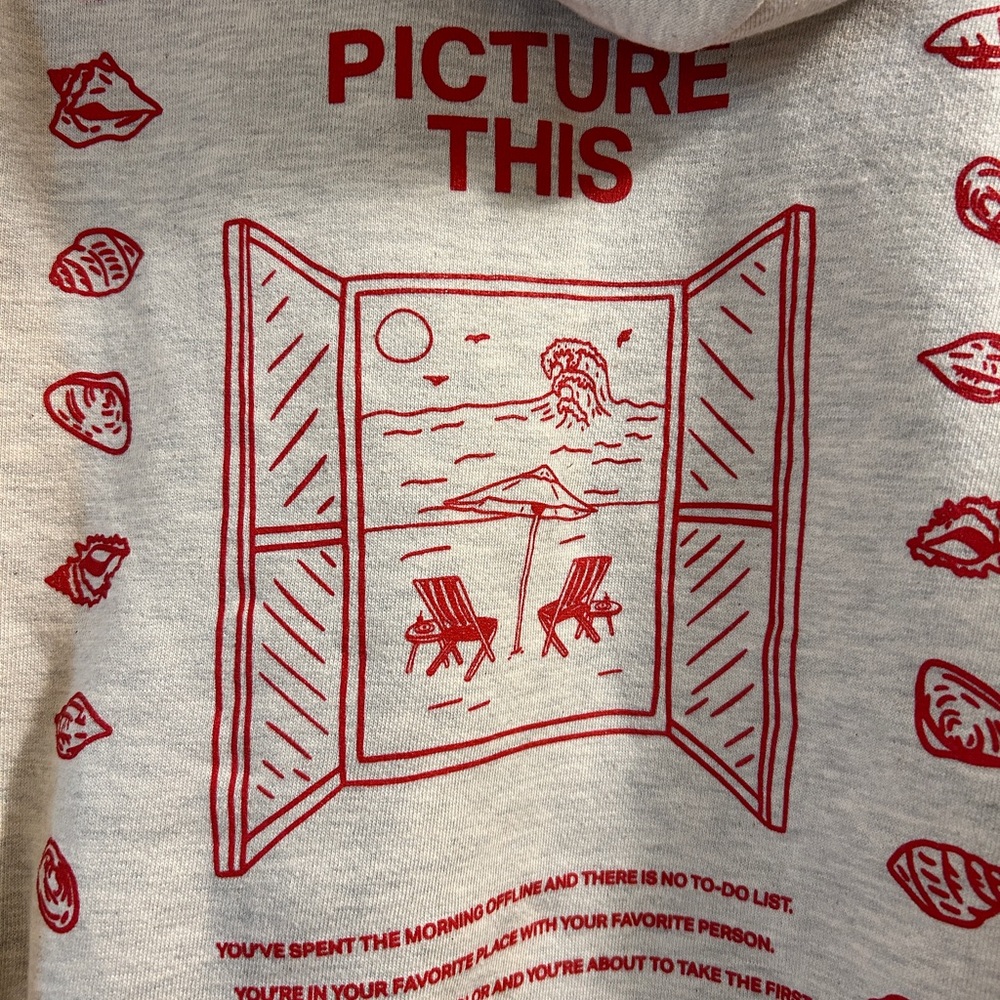 PICTURE
THIS
YOU'VE SPENT THE MORNING OFFLINE AND THERE IS NO TO-DO LIST.
YOU'RE IN YOUR FAVORITE PLACE WITH YOUR FAVORITE PERSON.
AND YOU'RE ABOUT TO TAKE THE FIRST